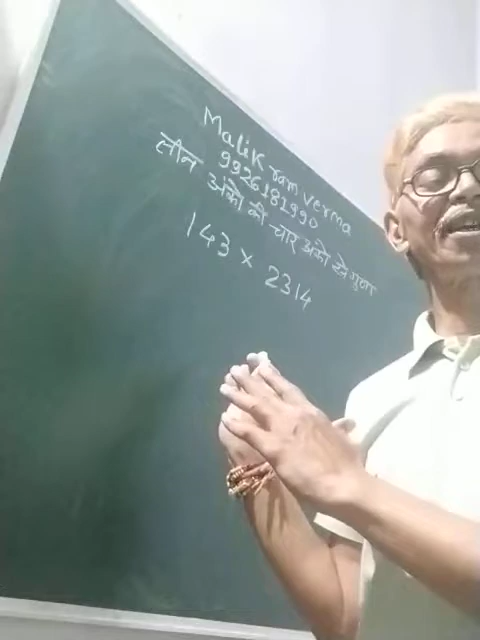 Malik ram verma
9926181990
तीन अंको की चार अंको से गुणा
143 × 2314